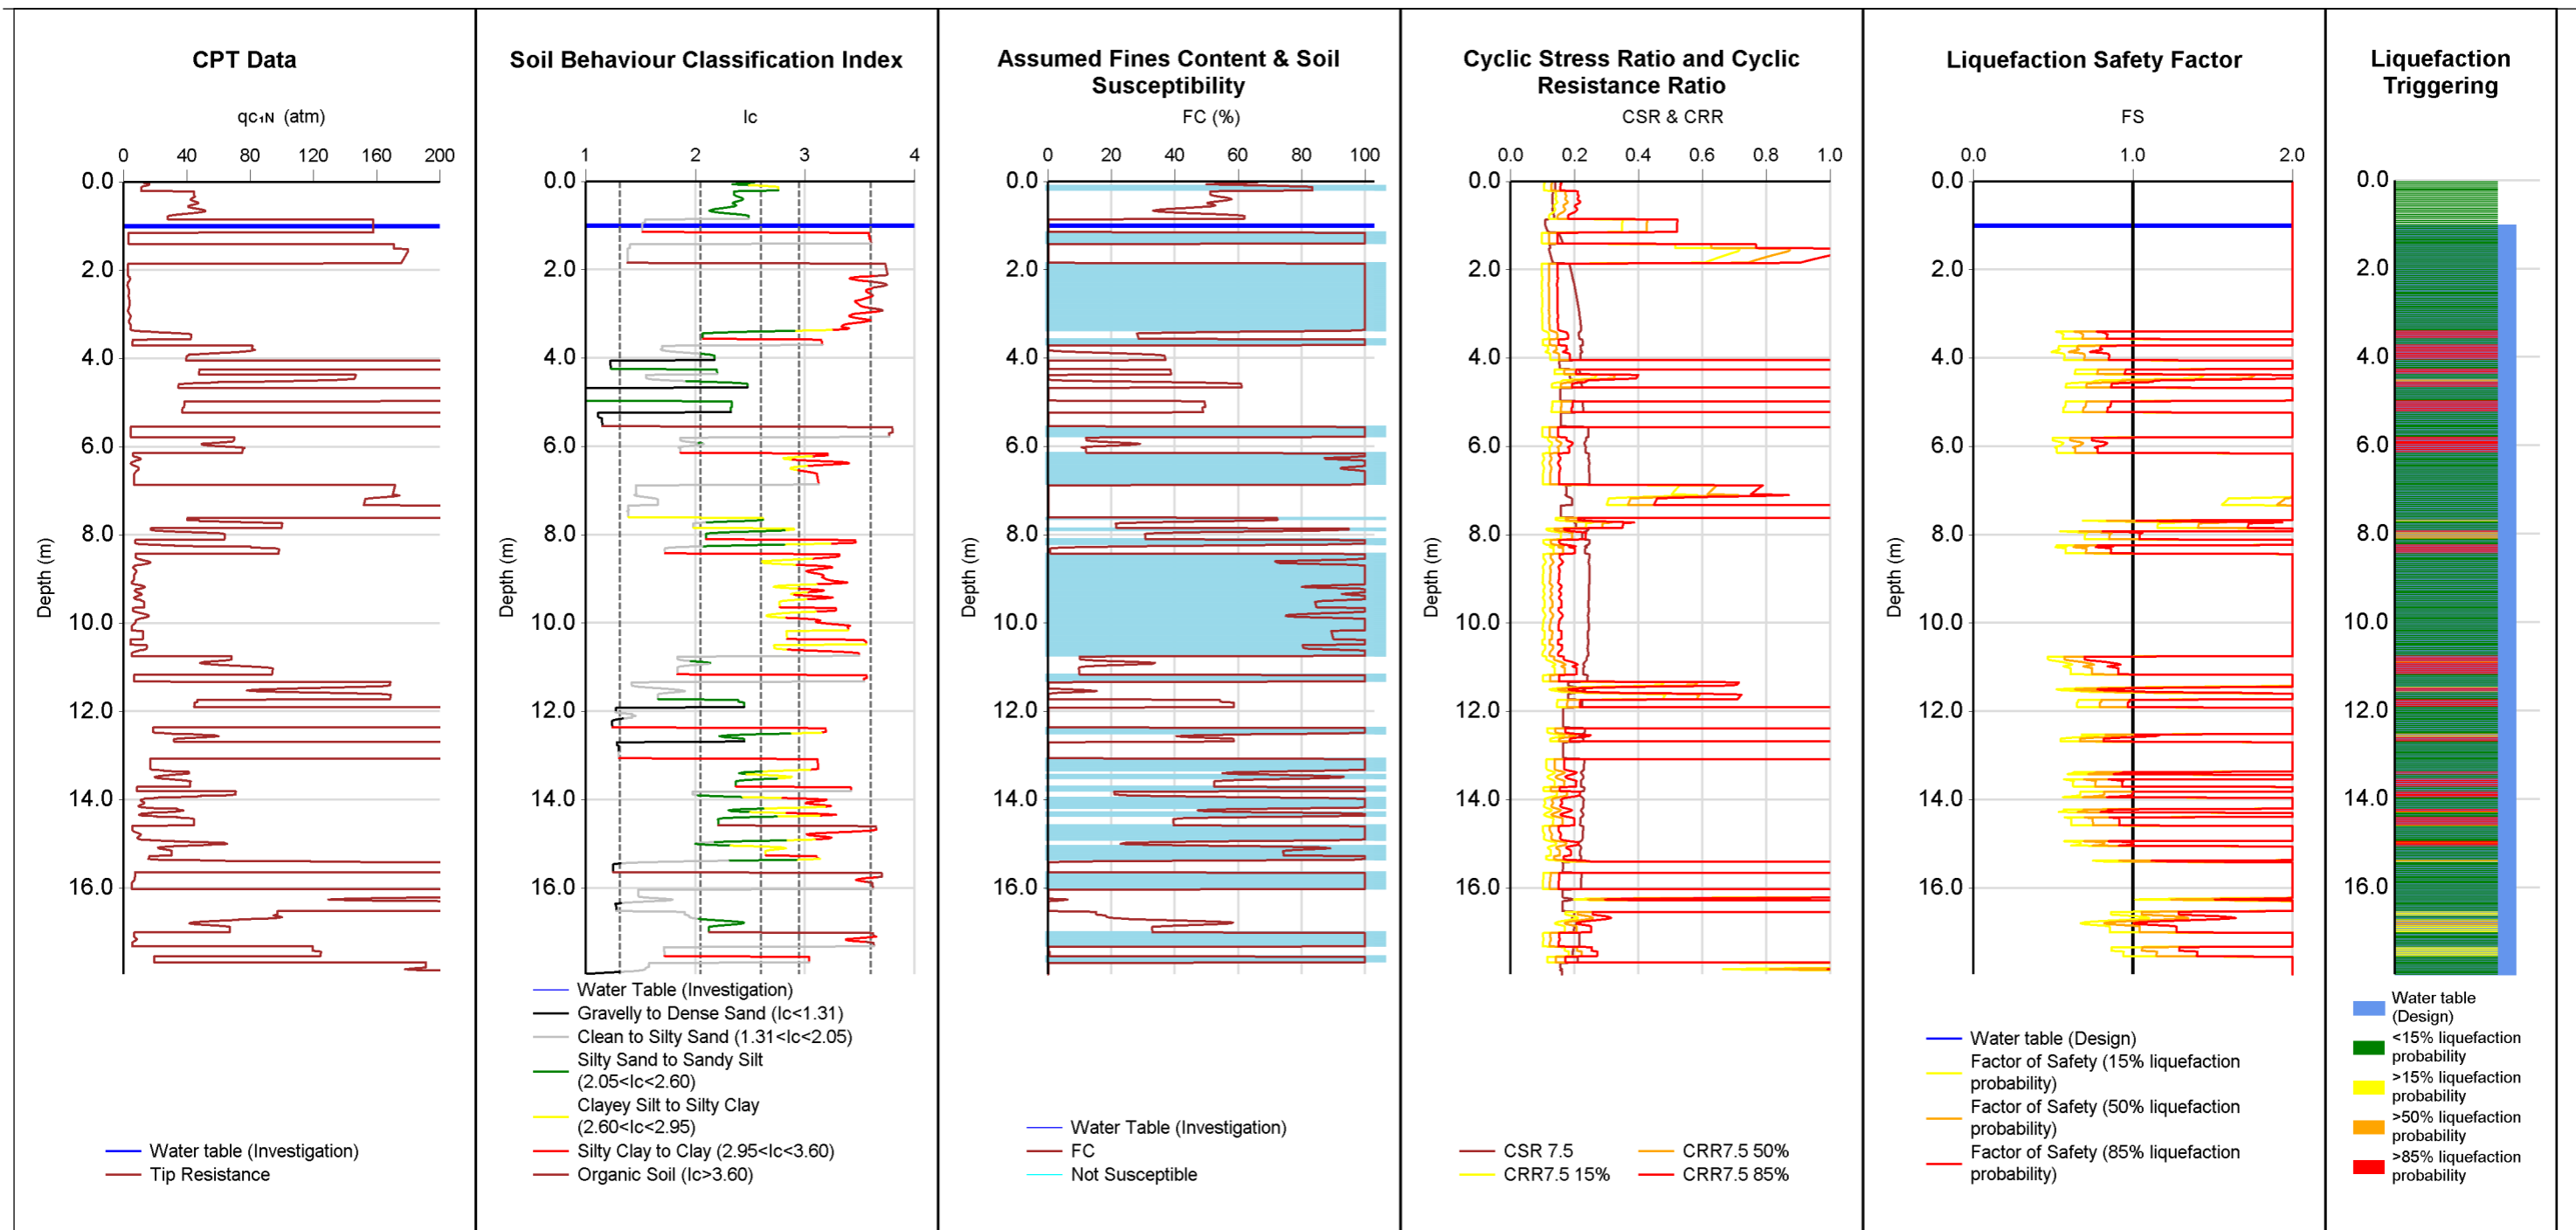 CPT Data
qc₁N (atm)
0 40 80 120 160 200
0.0
2.0
4.0
6.0
8.0
10.0
12.0
14.0
16.0
Depth (m)
Water table (Investigation)
Tip Resistance
Soil Behaviour Classification Index
Ic
1 2 3 4
0.0
2.0
4.0
6.0
8.0
10.0
12.0
14.0
16.0
Depth (m)
Water Table (Investigation)
Gravelly to Dense Sand (Ic<1.31)
Clean to Silty Sand (1.31<Ic<2.05)
Silty Sand to Sandy Silt
(2.05<Ic<2.60)
Clayey Silt to Silty Clay
(2.60<Ic<2.95)
Silty Clay to Clay (2.95<Ic<3.60)
Organic Soil (Ic>3.60)
Assumed Fines Content & Soil
Susceptibility
FC (%)
0 20 40 60 80 100
0.0
2.0
4.0
6.0
8.0
10.0
12.0
14.0
16.0
Depth (m)
Water Table (Investigation)
FC
Not Susceptible
Cyclic Stress Ratio and Cyclic
Resistance Ratio
CSR & CRR
0.0 0.2 0.4 0.6 0.8 1.0
0.0
2.0
4.0
6.0
8.0
10.0
12.0
14.0
16.0
Depth (m)
CSR 7.5 CRR7.5 50%
CRR7.5 15% CRR7.5 85%
Liquefaction Safety Factor
FS
0.0 1.0 2.0
0.0
2.0
4.0
6.0
8.0
10.0
12.0
14.0
16.0
Depth (m)
Water table (Design)
Factor of Safety (15% liquefaction
probability)
Factor of Safety (50% liquefaction
probability)
Factor of Safety (85% liquefaction
probability)
Liquefaction
Triggering
0.0
2.0
4.0
6.0
8.0
10.0
12.0
14.0
16.0
Water table
(Design)
<15% liquefaction
probability
>15% liquefaction
probability
>50% liquefaction
probability
>85% liquefaction
probability